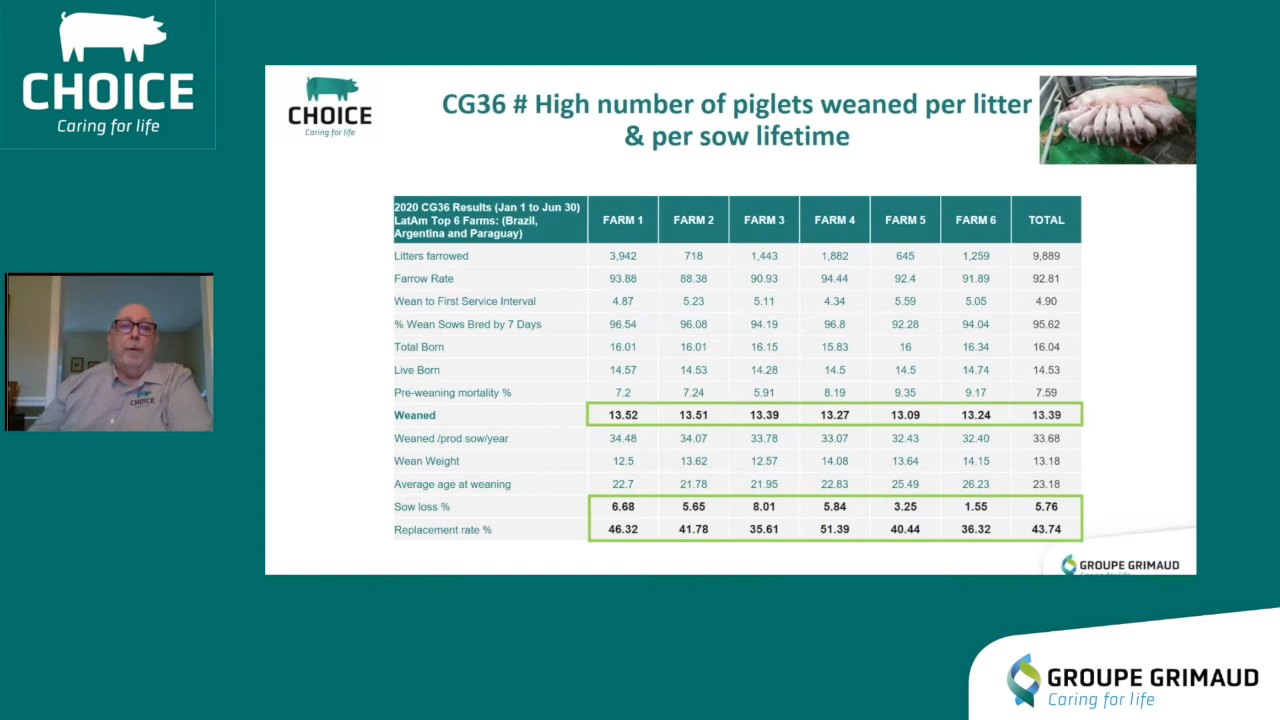 CHOICE
Caring for life
CHOICE
Caring for life
CG36 # High number of piglets weaned per litter
& per sow lifetime
2020 CG36 Results (Jan 1 to Jun 30)
LatAm Top 6 Farms: (Brazil,
Argentina and Paraguay)
FARM 1 FARM 2 FARM 3 FARM 4 FARM 5 FARM 6 TOTAL
Litters farrowed 3,942 718 1,443 1,882 645 1,259 9,889
Farrow Rate 93.88 88.38 90.93 94.44 92.4 91.89 92.81
Wean to First Service Interval 4.87 5.23 5.11 4.34 5.59 5.05 4.90
% Wean Sows Bred by 7 Days 96.54 96.08 94.19 96.8 92.28 94.04 95.62
Total Born 16.01 16.01 16.15 15.83 16 16.34 16.04
Live Born 14.57 14.53 14.28 14.5 14.5 14.74 14.53
Pre-weaning mortality % 7.2 7.24 5.91 8.19 9.35 9.17 7.59
Weaned 13.52 13.51 13.39 13.27 13.09 13.24 13.39
Weaned /prod sow/year 34.48 34.07 33.78 33.07 32.43 32.40 33.68
Wean Weight 12.5 13.62 12.57 14.08 13.64 14.15 13.18
Average age at weaning 22.7 21.78 21.95 22.83 25.49 26.23 23.18
Sow loss % 6.68 5.65 8.01 5.84 3.25 1.55 5.76
Replacement rate % 46.32 41.78 35.61 51.39 40.44 36.32 43.74
CHOICE
GROUPE GRIMAUD
GROUPE GRIMAUD
Caring for life